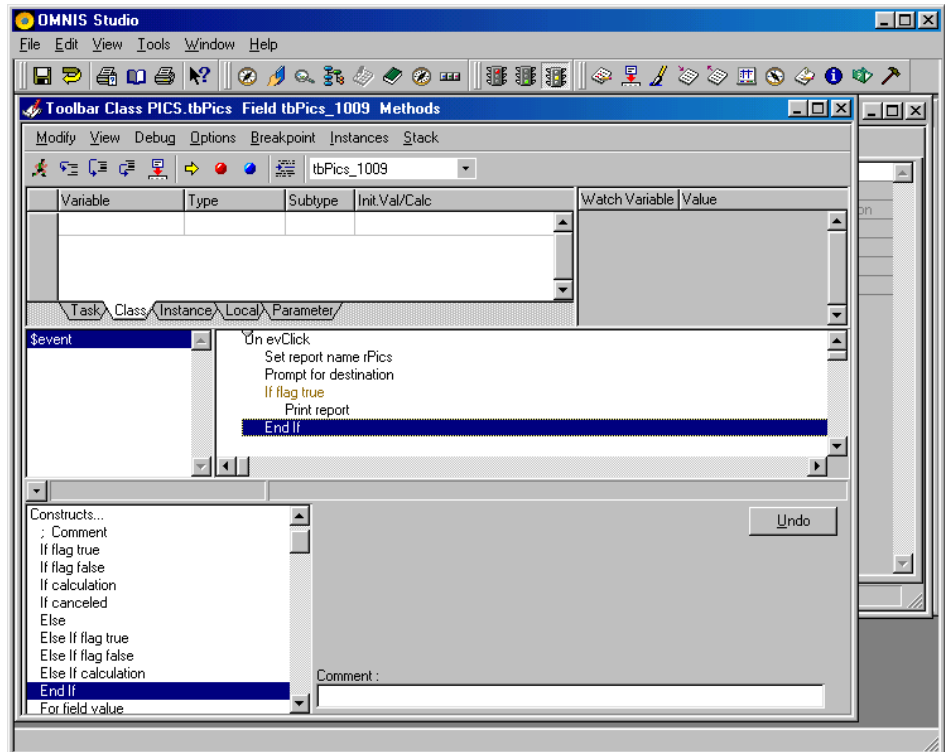 OMNIS Studio
File Edit View Tools Window Help
Toolbar Class PICS.tbPics Field tbPics_1009 Methods
Modify View Debug Options Breakpoint Instances Stack
tbPics_1009
Variable Type Subtype Init.Val/Calc
Watch Variable Value
Task Class Instance Local Parameter
$event
On evClick
Set report name rPics
Prompt for destination
If flag true
Print report
End If
Constructs...
; Comment
If flag true
If flag false
If calculation
If canceled
Else
Else If flag true
Else If flag false
Else If calculation
End If
For field value
Undo
Comment :